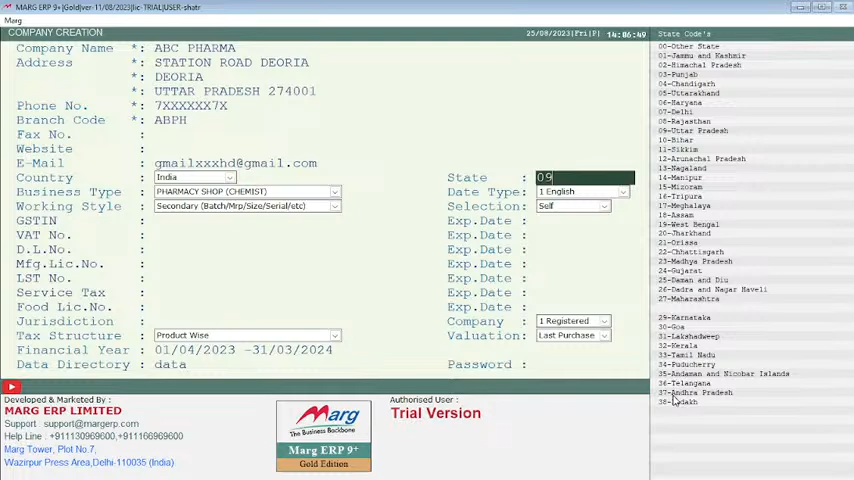 MARG ERP 9+|Gold|ver-11/08/2023|lic-TRIAL|USER-shatr
Marg
COMPANY CREATION 25/08/2023|Fri|P| 14:06:49
Company Name *: ABC PHARMA
Address *: STATION ROAD DEORIA
*: DEORIA
*: UTTAR PRADESH 274001
Phone No. *: 7XXXXXX7X
Branch Code *: ABPH
Fax No. :
Website :
E-Mail : gmailxxxhd@gmail.com
Country : India State : 09
Business Type : PHARMACY SHOP (CHEMIST) Date Type: 1 English
Working Style : Secondary (Batch/Mrp/Size/Serial/etc) Selection: Self
GSTIN : Exp.Date :
VAT No. : Exp.Date :
D.L.No. : Exp.Date :
Mfg.Lic.No. : Exp.Date :
LST No. : Exp.Date :
Service Tax : Exp.Date :
Food Lic.No. : Exp.Date :
Jurisdiction : Company : 1 Registered
Tax Structure : Product Wise Valuation: Last Purchase
Financial Year : 01/04/2023 -31/03/2024
Data Directory : data Password :
Developed & Marketed By :
MARG ERP LIMITED
Support : support@margerp.com
Help Line : +911130969600,+911166969600
Marg Tower, Plot No.7,
Wazirpur Press Area,Delhi-110035 (India)
Marg
The Business Backbone
Marg ERP 9+
Gold Edition
Authorised User :
Trial Version
State Code's
00-Other State
01-Jammu and Kashmir
02-Himachal Pradesh
03-Punjab
04-Chandigarh
05-Uttarakhand
06-Haryana
07-Delhi
08-Rajasthan
09-Uttar Pradesh
10-Bihar
11-Sikkim
12-Arunachal Pradesh
13-Nagaland
14-Manipur
15-Mizoram
16-Tripura
17-Meghalaya
18-Assam
19-West Bengal
20-Jharkhand
21-Orissa
22-Chhattisgarh
23-Madhya Pradesh
24-Gujarat
25-Daman and Diu
26-Dadra and Nagar Haveli
27-Maharashtra
29-Karnataka
30-Goa
31-Lakshadweep
32-Kerala
33-Tamil Nadu
34-Puducherry
35-Andaman and Nicobar Islands
36-Telangana
37-Andhra Pradesh
38-Ladakh